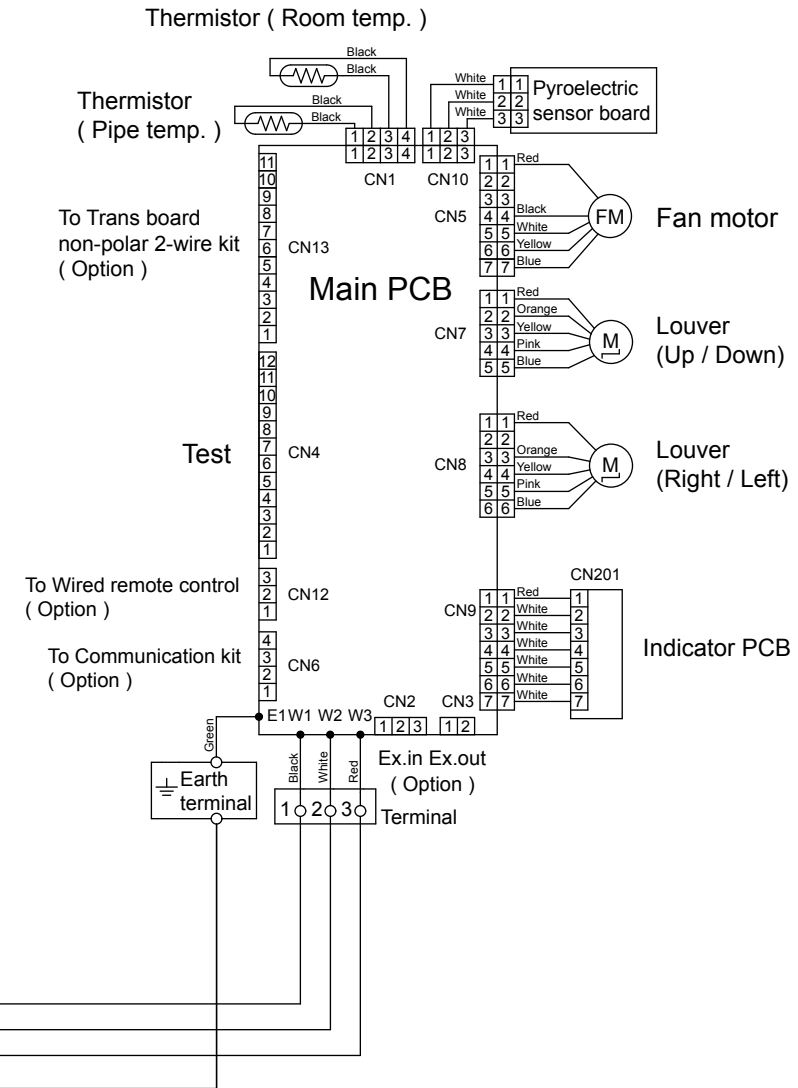 Thermistor ( Room temp. )
Black
Black
Thermistor
( Pipe temp. )
Black
Black
1 2 3 4
1 2 3 4
CN1
White
White
White
1 1
2 2
3 3
Pyroelectric
sensor board
1 2 3
1 2 3
CN10
To Trans board
non-polar 2-wire kit
( Option )
11
10
9
8
7
6
5
4
3
2
1
CN13
Main PCB
CN5
1 1 Red
2 2
3 3
4 4 Black
5 5 White
6 6 Yellow
7 7 Blue
FM
Fan motor
CN7
1 1 Red
2 2 Orange
3 3 Yellow
4 4 Pink
5 5 Blue
M
Louver
(Up / Down)
Test
12
11
10
9
8
7
6
5
4
3
2
1
CN4
CN8
1 1 Red
2 2
3 3 Orange
4 4 Yellow
5 5 Pink
6 6 Blue
M
Louver
(Right / Left)
To Wired remote control
( Option )
3
2
1
CN12
To Communication kit
( Option )
4
3
2
1
CN6
CN9
CN201
1 1 Red 1
2 2 White 2
3 3 White 3
4 4 White 4
5 5 White 5
6 6 White 6
7 7 White 7
Indicator PCB
CN2
1 2 3
CN3
1 2
Ex.in Ex.out
( Option )
E1 W1 W2 W3
Green
Black
White
Red
Earth
terminal
1 2 3
Terminal